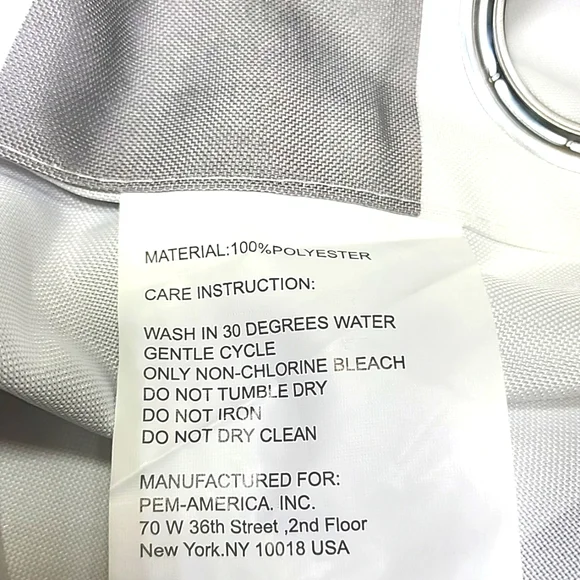 MATERIAL:100%POLYESTER
CARE INSTRUCTION:
WASH IN 30 DEGREES WATER
GENTLE CYCLE
ONLY NON-CHLORINE BLEACH
DO NOT TUMBLE DRY
DO NOT IRON
DO NOT DRY CLEAN
MANUFACTURED FOR:
PEM-AMERICA. INC.
70 W 36th Street ,2nd Floor
New York.NY 10018 USA